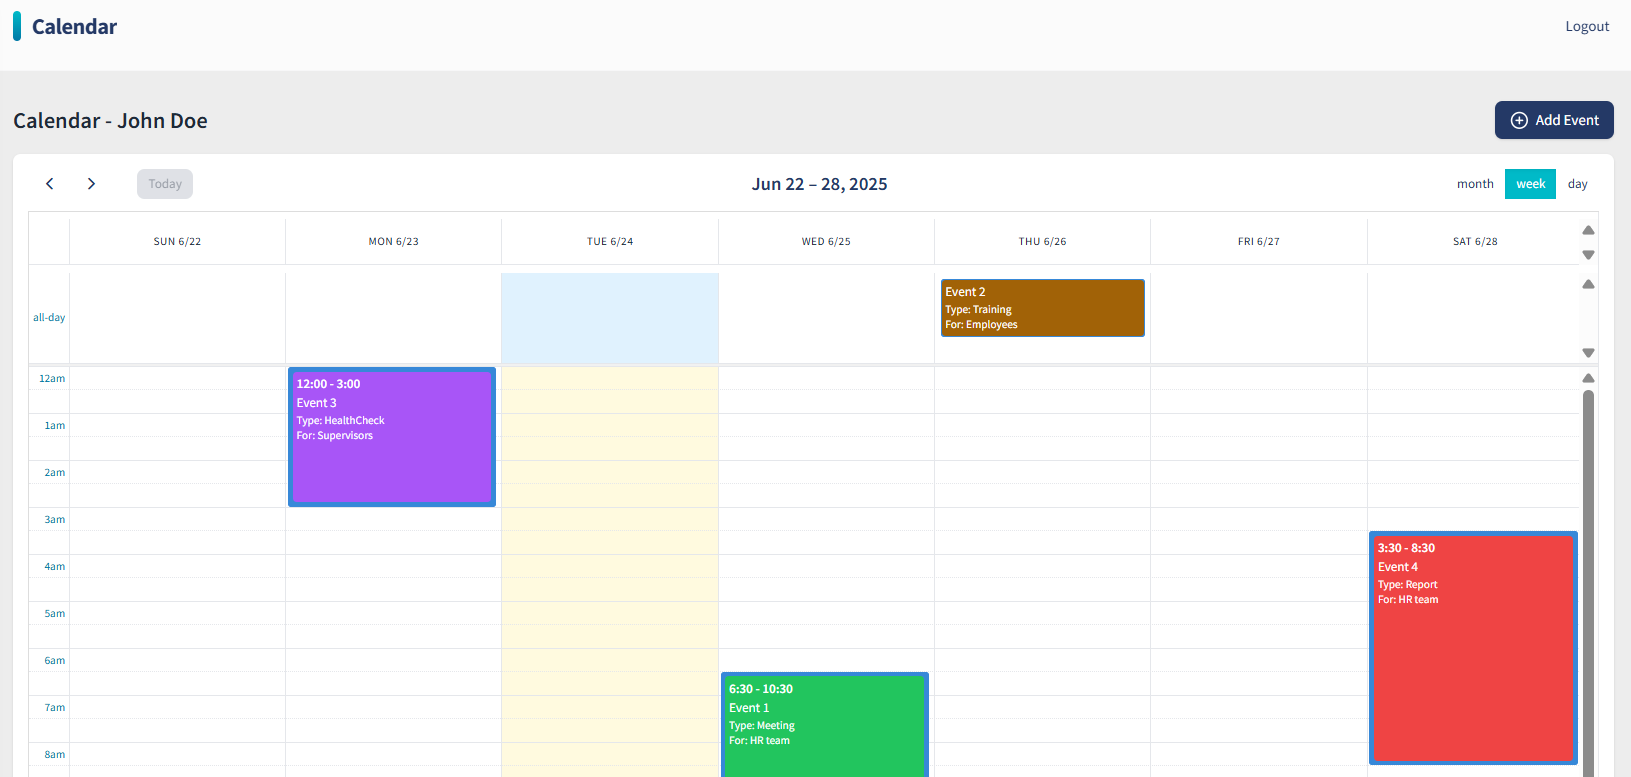 Calendar
Logout
Calendar - John Doe
Add Event
Today
Jun 22 – 28, 2025
month week day
SUN 6/22 MON 6/23 TUE 6/24 WED 6/25 THU 6/26 FRI 6/27 SAT 6/28
all-day
Event 2
Type: Training
For: Employees
12am
1am
2am
3am
4am
5am
6am
7am
8am
12:00 - 3:00
Event 3
Type: HealthCheck
For: Supervisors
6:30 - 10:30
Event 1
Type: Meeting
For: HR team
3:30 - 8:30
Event 4
Type: Report
For: HR team